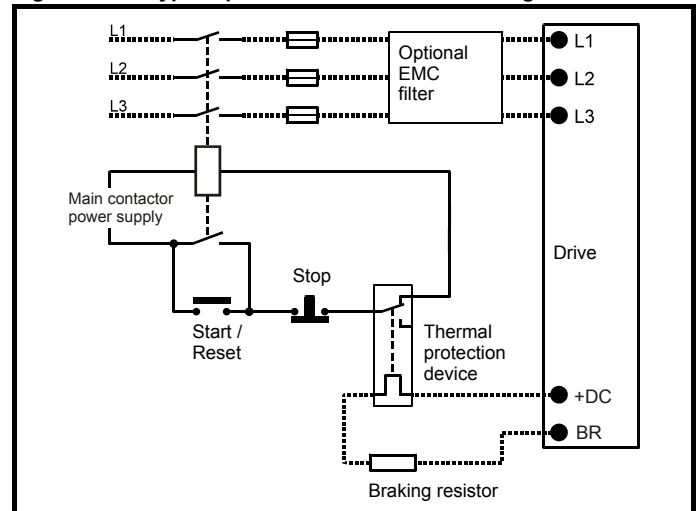 L1
L2
L3
Optional
EMC
filter
L1
L2
L3
Main contactor
power supply
Drive
Stop
Start /
Reset
Thermal
protection
device
+DC
BR
Braking resistor